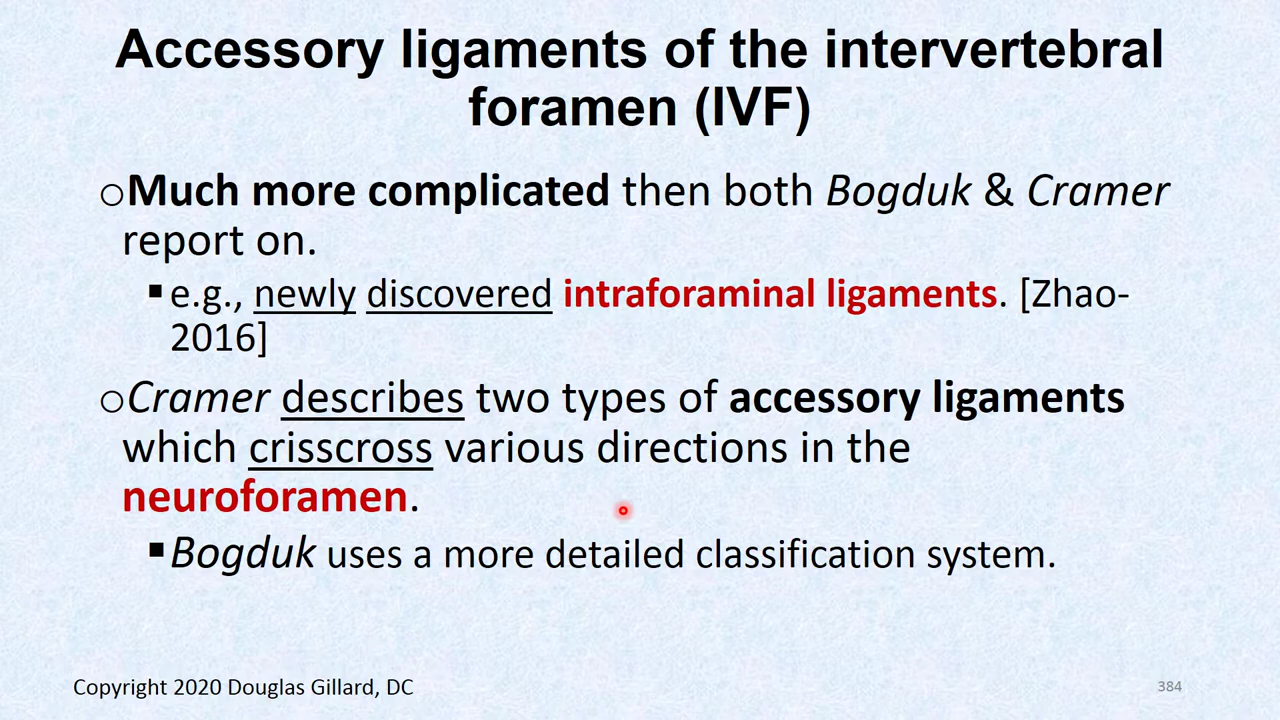 Accessory ligaments of the intervertebral
foramen (IVF)
○Much more complicated then both Bogduk & Cramer
report on.
▪e.g., newly discovered intraforaminal ligaments. [Zhao-
2016]
○Cramer describes two types of accessory ligaments
which crisscross various directions in the
neuroforamen.
▪Bogduk uses a more detailed classification system.
Copyright 2020 Douglas Gillard, DC
384